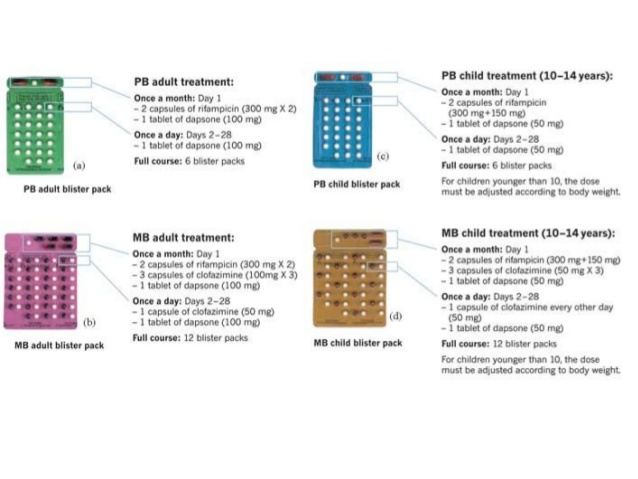 PB adult treatment:
Once a month: Day 1
– 2 capsules of rifampicin (300 mg X 2)
– 1 tablet of dapsone (100 mg)
Once a day: Days 2–28
– 1 tablet of dapsone (100 mg)
Full course: 6 blister packs
(a)
PB adult blister pack
PB child treatment (10–14 years):
Once a month: Day 1
– 2 capsules of rifampicin
(300 mg+150 mg)
– 1 tablet of dapsone (50 mg)
Once a day: Days 2–28
– 1 tablet of dapsone (50 mg)
Full course: 6 blister packs
For children younger than 10, the dose
must be adjusted according to body weight.
(c)
PB child blister pack
MB adult treatment:
Once a month: Day 1
– 2 capsules of rifampicin (300 mg X 2)
– 3 capsules of clofazimine (100mg X 3)
– 1 tablet of dapsone (100 mg)
Once a day: Days 2–28
– 1 capsule of clofazimine (50 mg)
– 1 tablet of dapsone (100 mg)
Full course: 12 blister packs
(b)
MB adult blister pack
MB child treatment (10–14 years):
Once a month: Day 1
– 2 capsules of rifampicin (300 mg+150 mg)
– 3 capsules of clofazimine (50 mg X 3)
– 1 tablet of dapsone (50 mg)
Once a day: Days 2–28
– 1 capsule of clofazimine every other day
(50 mg)
– 1 tablet of dapsone (50 mg)
Full course: 12 blister packs
For children younger than 10, the dose
must be adjusted according to body weight.
(d)
MB child blister pack